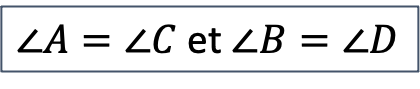 ∠A = ∠C et ∠B = ∠D